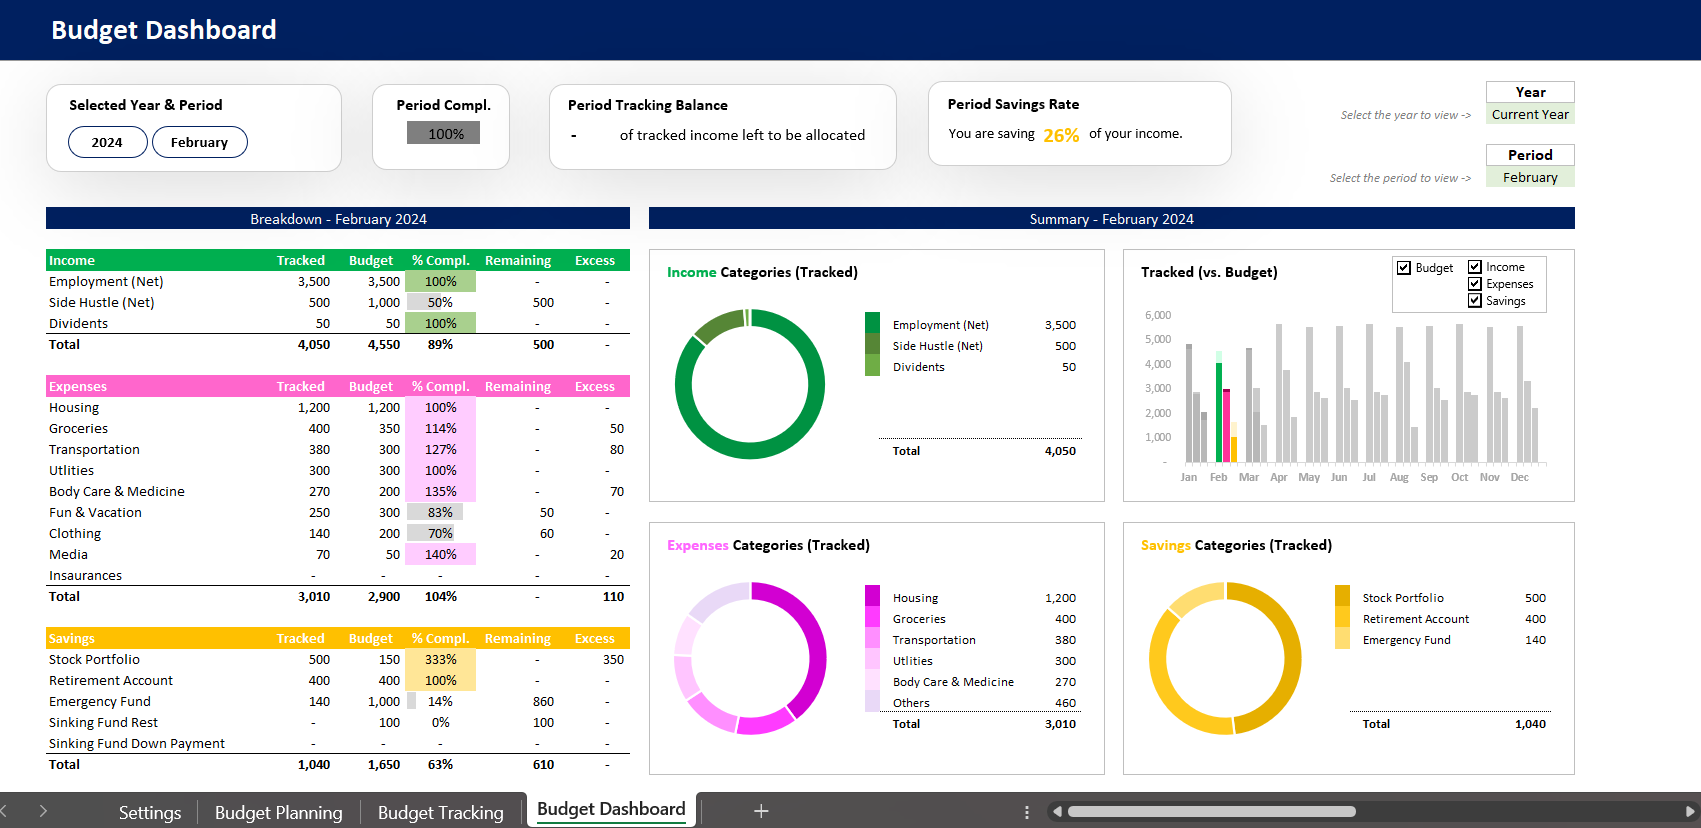 Budget Dashboard
Selected Year & Period
2024 February
Period Compl.
100%
Period Tracking Balance
- of tracked income left to be allocated
Period Savings Rate
You are saving 26% of your income.
Year
Select the year to view -> Current Year
Period
Select the period to view -> February
Breakdown - February 2024
Income Tracked Budget % Compl. Remaining Excess
Employment (Net) 3,500 3,500 100% - -
Side Hustle (Net) 500 1,000 50% 500 -
Dividents 50 50 100% - -
Total 4,050 4,550 89% 500 -
Expenses Tracked Budget % Compl. Remaining Excess
Housing 1,200 1,200 100% - -
Groceries 400 350 114% - 50
Transportation 380 300 127% - 80
Utlities 300 300 100% - -
Body Care & Medicine 270 200 135% - 70
Fun & Vacation 250 300 83% 50 -
Clothing 140 200 70% 60 -
Media 70 50 140% - 20
Insaurances - - - - -
Total 3,010 2,900 104% - 110
Savings Tracked Budget % Compl. Remaining Excess
Stock Portfolio 500 150 333% - 350
Retirement Account 400 400 100% - -
Emergency Fund 140 1,000 14% 860 -
Sinking Fund Rest - 100 0% 100 -
Sinking Fund Down Payment - - - - -
Total 1,040 1,650 63% 610 -
Summary - February 2024
Income Categories (Tracked)
Employment (Net) 3,500
Side Hustle (Net) 500
Dividents 50
Total 4,050
Tracked (vs. Budget)
Budget Income
Expenses
Savings
6,000
5,000
4,000
3,000
2,000
1,000
-
Jan Feb Mar Apr May Jun Jul Aug Sep Oct Nov Dec
Expenses Categories (Tracked)
Housing 1,200
Groceries 400
Transportation 380
Utlities 300
Body Care & Medicine 270
Others 460
Total 3,010
Savings Categories (Tracked)
Stock Portfolio 500
Retirement Account 400
Emergency Fund 140
Total 1,040
Settings Budget Planning Budget Tracking Budget Dashboard +